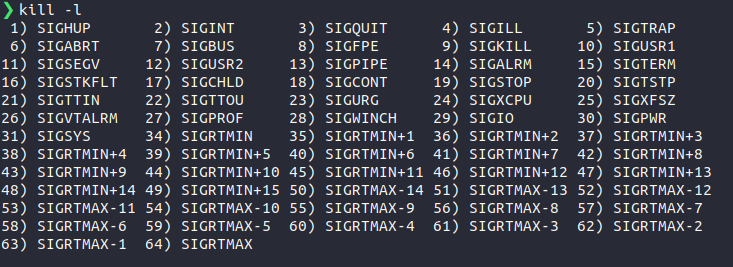 ❯ kill -l
 1) SIGHUP	 2) SIGINT	 3) SIGQUIT	 4) SIGILL	 5) SIGTRAP
 6) SIGABRT	 7) SIGBUS	 8) SIGFPE	 9) SIGKILL	10) SIGUSR1
11) SIGSEGV	12) SIGUSR2	13) SIGPIPE	14) SIGALRM	15) SIGTERM
16) SIGSTKFLT	17) SIGCHLD	18) SIGCONT	19) SIGSTOP	20) SIGTSTP
21) SIGTTIN	22) SIGTTOU	23) SIGURG	24) SIGXCPU	25) SIGXFSZ
26) SIGVTALRM	27) SIGPROF	28) SIGWINCH	29) SIGIO	30) SIGPWR
31) SIGSYS	34) SIGRTMIN	35) SIGRTMIN+1	36) SIGRTMIN+2	37) SIGRTMIN+3
38) SIGRTMIN+4	39) SIGRTMIN+5	40) SIGRTMIN+6	41) SIGRTMIN+7	42) SIGRTMIN+8
43) SIGRTMIN+9	44) SIGRTMIN+10	45) SIGRTMIN+11	46) SIGRTMIN+12	47) SIGRTMIN+13
48) SIGRTMIN+14	49) SIGRTMIN+15	50) SIGRTMAX-14	51) SIGRTMAX-13	52) SIGRTMAX-12
53) SIGRTMAX-11	54) SIGRTMAX-10	55) SIGRTMAX-9	56) SIGRTMAX-8	57) SIGRTMAX-7
58) SIGRTMAX-6	59) SIGRTMAX-5	60) SIGRTMAX-4	61) SIGRTMAX-3	62) SIGRTMAX-2
63) SIGRTMAX-1	64) SIGRTMAX